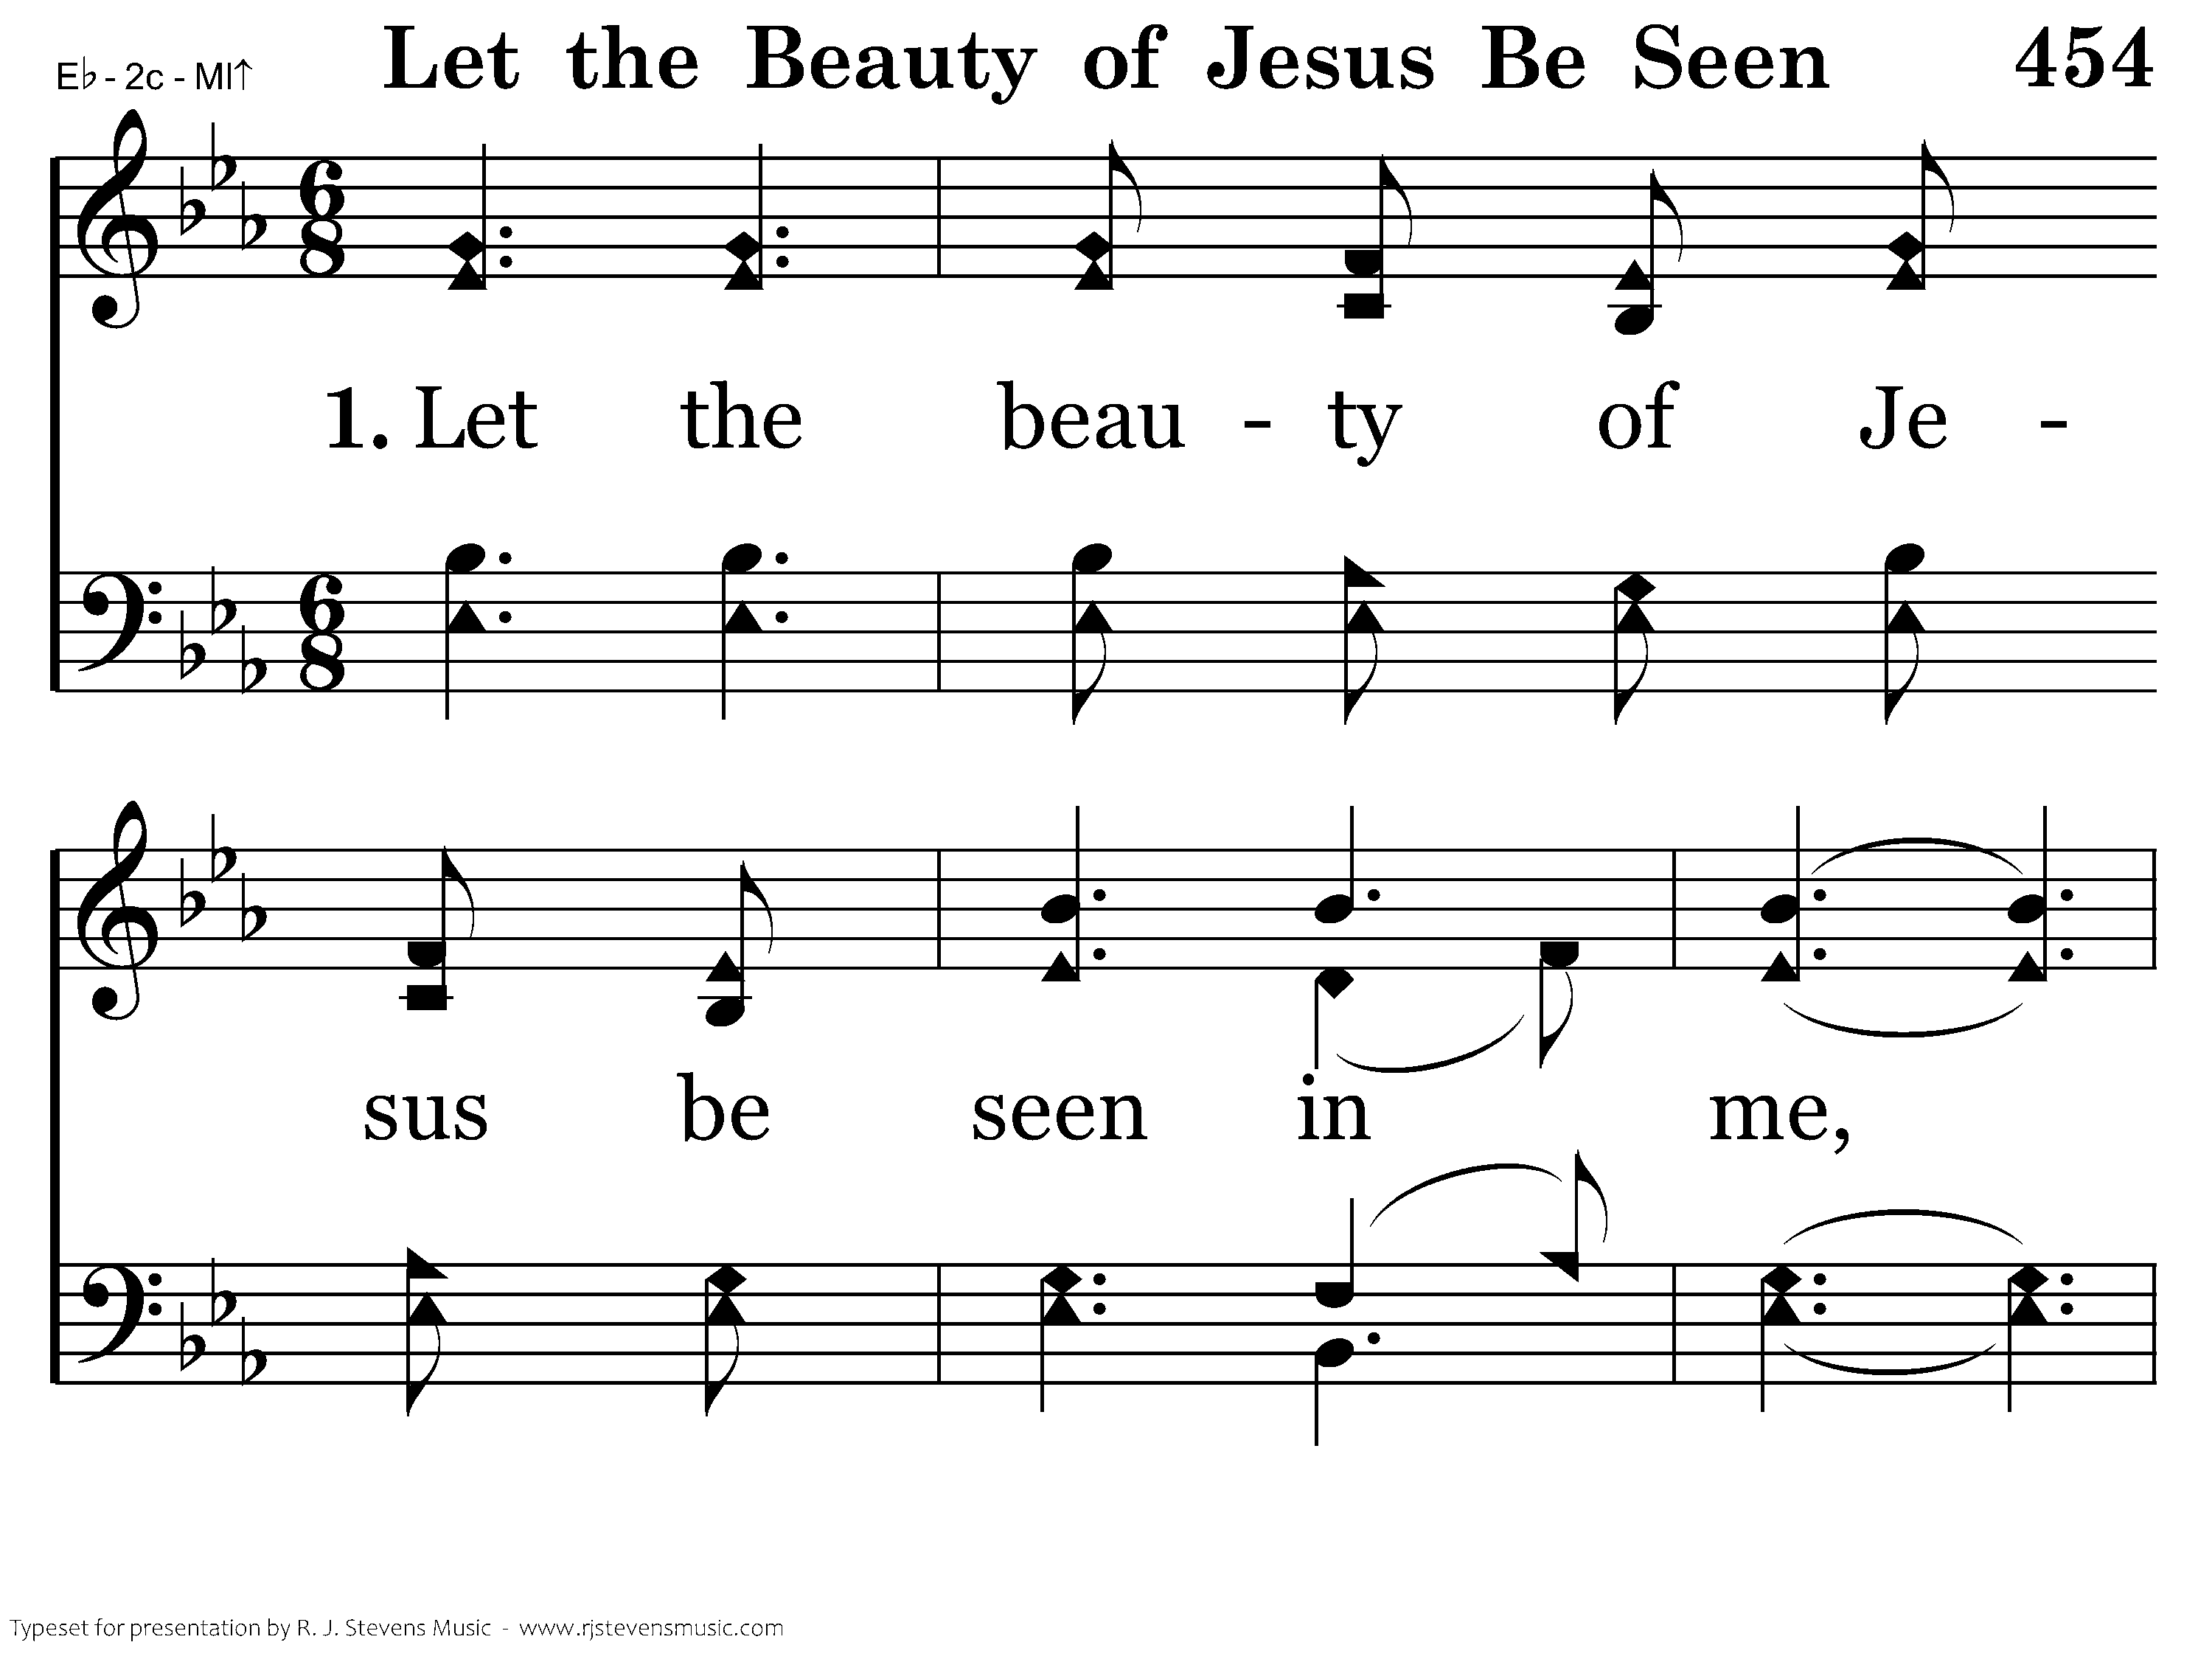 E♭ - 2c - MI↑ Let the Beauty of Jesus Be Seen 454
1. Let the beau - ty of Je -
sus be seen in me,
Typeset for presentation by R. J. Stevens Music - www.rjstevensmusic.com